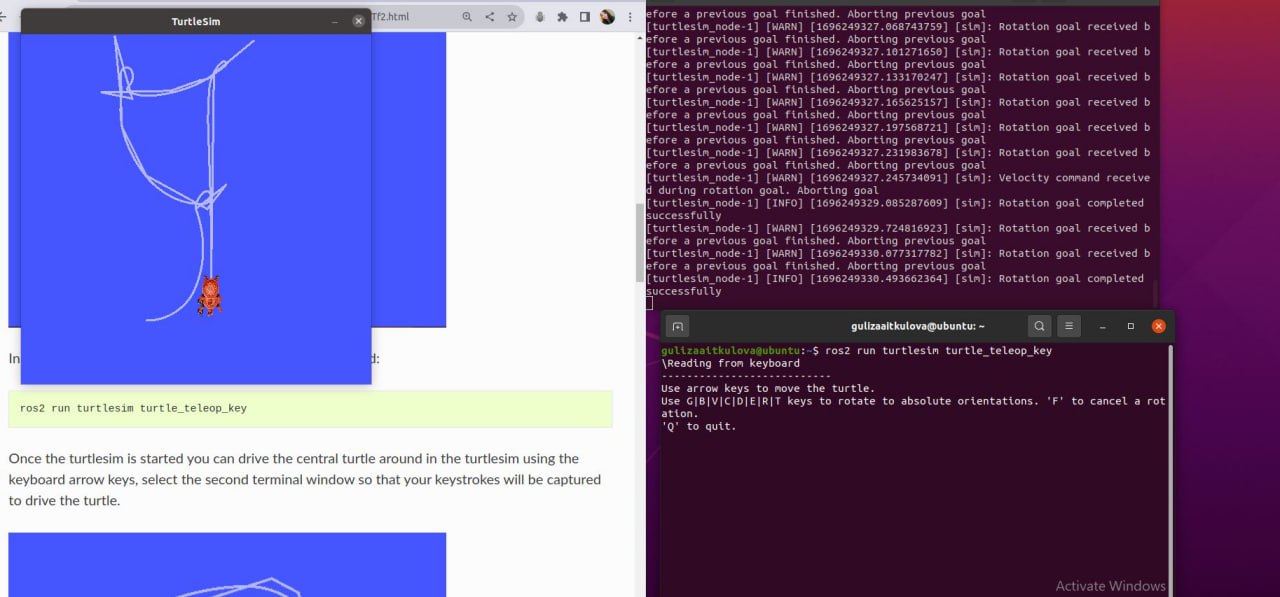 TurtleSim
Tf2.html
In
d:
ros2 run turtlesim turtle_teleop_key
Once the turtlesim is started you can drive the central turtle around in the turtlesim using the
keyboard arrow keys, select the second terminal window so that your keystrokes will be captured
to drive the turtle.
efore a previous goal finished. Aborting previous goal
[turtlesim_node-1] [WARN] [1696249327.068743759] [sim]: Rotation goal received b
efore a previous goal finished. Aborting previous goal
[turtlesim_node-1] [WARN] [1696249327.101271650] [sim]: Rotation goal received b
efore a previous goal finished. Aborting previous goal
[turtlesim_node-1] [WARN] [1696249327.133170247] [sim]: Rotation goal received b
efore a previous goal finished. Aborting previous goal
[turtlesim_node-1] [WARN] [1696249327.165625157] [sim]: Rotation goal received b
efore a previous goal finished. Aborting previous goal
[turtlesim_node-1] [WARN] [1696249327.197568721] [sim]: Rotation goal received b
efore a previous goal finished. Aborting previous goal
[turtlesim_node-1] [WARN] [1696249327.231983678] [sim]: Rotation goal received b
efore a previous goal finished. Aborting previous goal
[turtlesim_node-1] [WARN] [1696249327.245734091] [sim]: Velocity command receive
d during rotation goal. Aborting goal
[turtlesim_node-1] [INFO] [1696249329.085287609] [sim]: Rotation goal completed
successfully
[turtlesim_node-1] [WARN] [1696249329.724816923] [sim]: Rotation goal received b
efore a previous goal finished. Aborting previous goal
[turtlesim_node-1] [WARN] [1696249330.077317782] [sim]: Rotation goal received b
efore a previous goal finished. Aborting previous goal
[turtlesim_node-1] [INFO] [1696249330.493662364] [sim]: Rotation goal completed
successfully
gulizaaitkulova@ubuntu: ~
gulizaaitkulova@ubuntu:~$ ros2 run turtlesim turtle_teleop_key
\Reading from keyboard
---------------------------
Use arrow keys to move the turtle.
Use G|B|V|C|D|E|R|T keys to rotate to absolute orientations. 'F' to cancel a rot
ation.
'Q' to quit.
Activate Windows